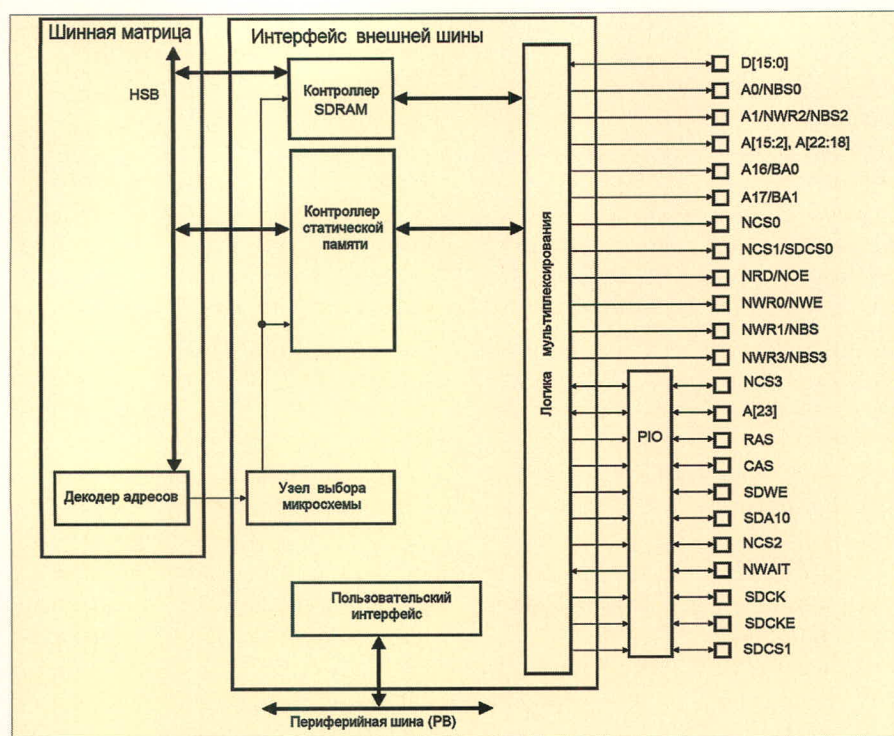 Шинная матрица
Интерфейс внешней шины
HSB
Контроллер
SDRAM
Контроллер
статической
памяти
Декодер адресов
Узел выбора
микросхемы
Пользовательский
интерфейс
Периферийная шина (PB)
Логика мультиплексирования
PIO
D[15:0]
A0/NBS0
A1/NWR2/NBS2
A[15:2], A[22:18]
A16/BA0
A17/BA1
NCS0
NCS1/SDCS0
NRD/NOE
NWR0/NWE
NWR1/NBS
NWR3/NBS3
NCS3
A[23]
RAS
CAS
SDWE
SDA10
NCS2
NWAIT
SDCK
SDCKE
SDCS1